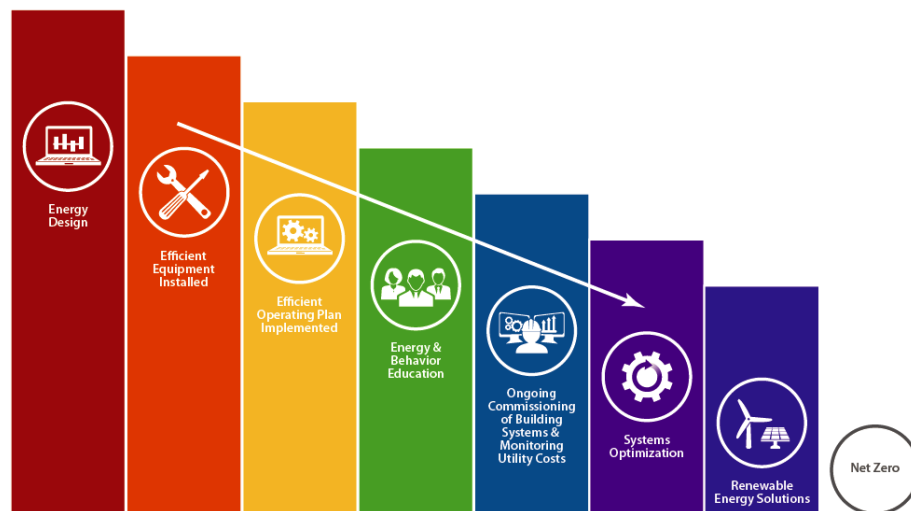 Energy
Design
Efficient
Equipment
Installed
Efficient
Operating Plan
Implemented
Energy &
Behavior
Education
Ongoing
Commissioning
of Building
Systems &
Monitoring
Utility Costs
Systems
Optimization
Renewable
Energy Solutions
Net Zero